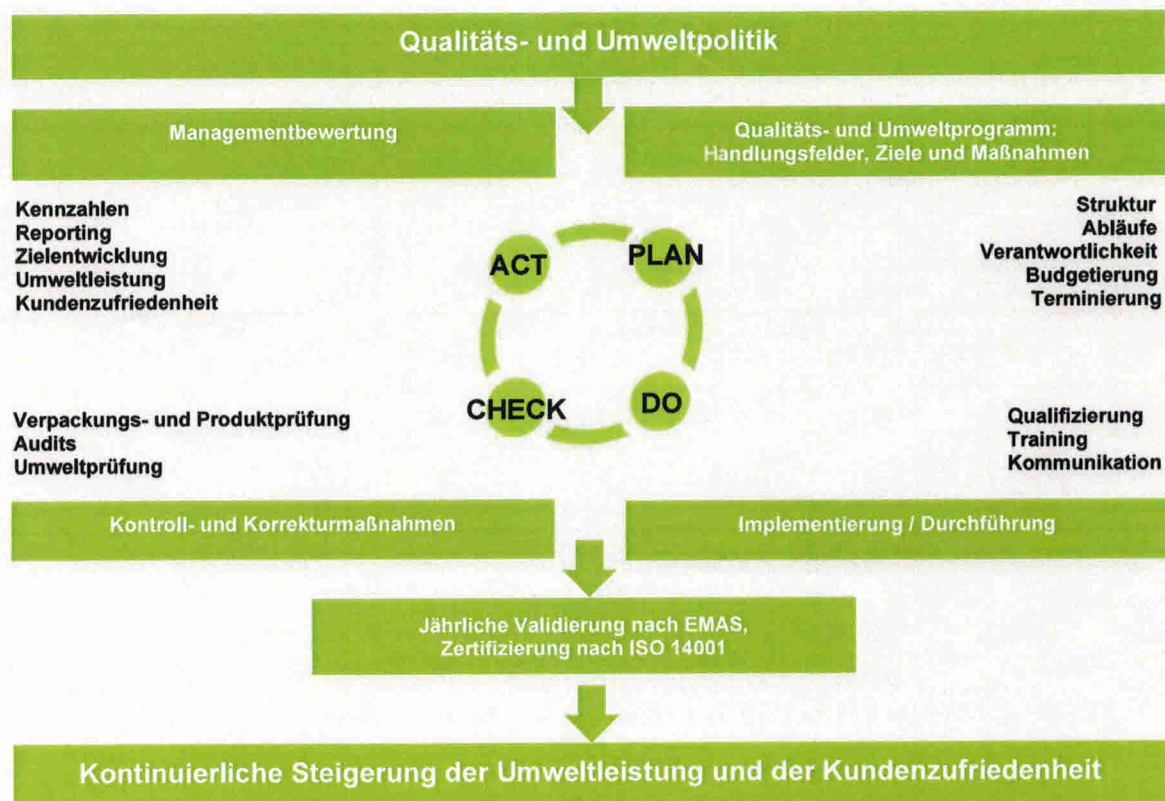 Qualitäts- und Umweltpolitik
Managementbewertung
Qualitäts- und Umweltprogramm:
Handlungsfelder, Ziele und Maßnahmen
Kennzahlen
Reporting
Zielentwicklung
Umweltleistung
Kundenzufriedenheit
Struktur
Abläufe
Verantwortlichkeit
Budgetierung
Terminierung
ACT
PLAN
CHECK
DO
Verpackungs- und Produktprüfung
Audits
Umweltprüfung
Qualifizierung
Training
Kommunikation
Kontroll- und Korrekturmaßnahmen
Implementierung / Durchführung
Jährliche Validierung nach EMAS,
Zertifizierung nach ISO 14001
Kontinuierliche Steigerung der Umweltleistung und der Kundenzufriedenheit